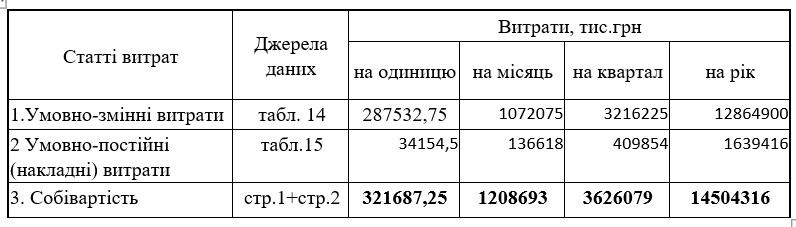 Статті витрат Джерела даних Витрати, тис.грн
на одиницю на місяць на квартал на рік
1.Умовно-змінні витрати табл. 14 287532,75 1072075 3216225 12864900
2 Умовно-постійні (накладні) витрати табл.15 34154,5 136618 409854 1639416
3. Собівартість стр.1+стр.2 321687,25 1208693 3626079 14504316